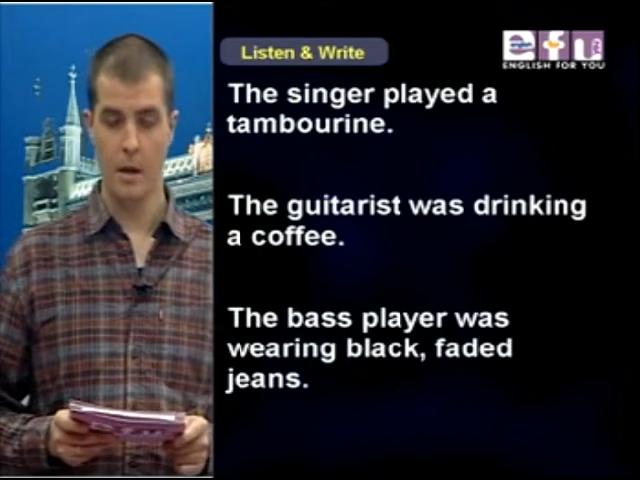 Listen & Write
efu
ENGLISH FOR YOU
The singer played a
tambourine.
The guitarist was drinking
a coffee.
The bass player was
wearing black, faded
jeans.